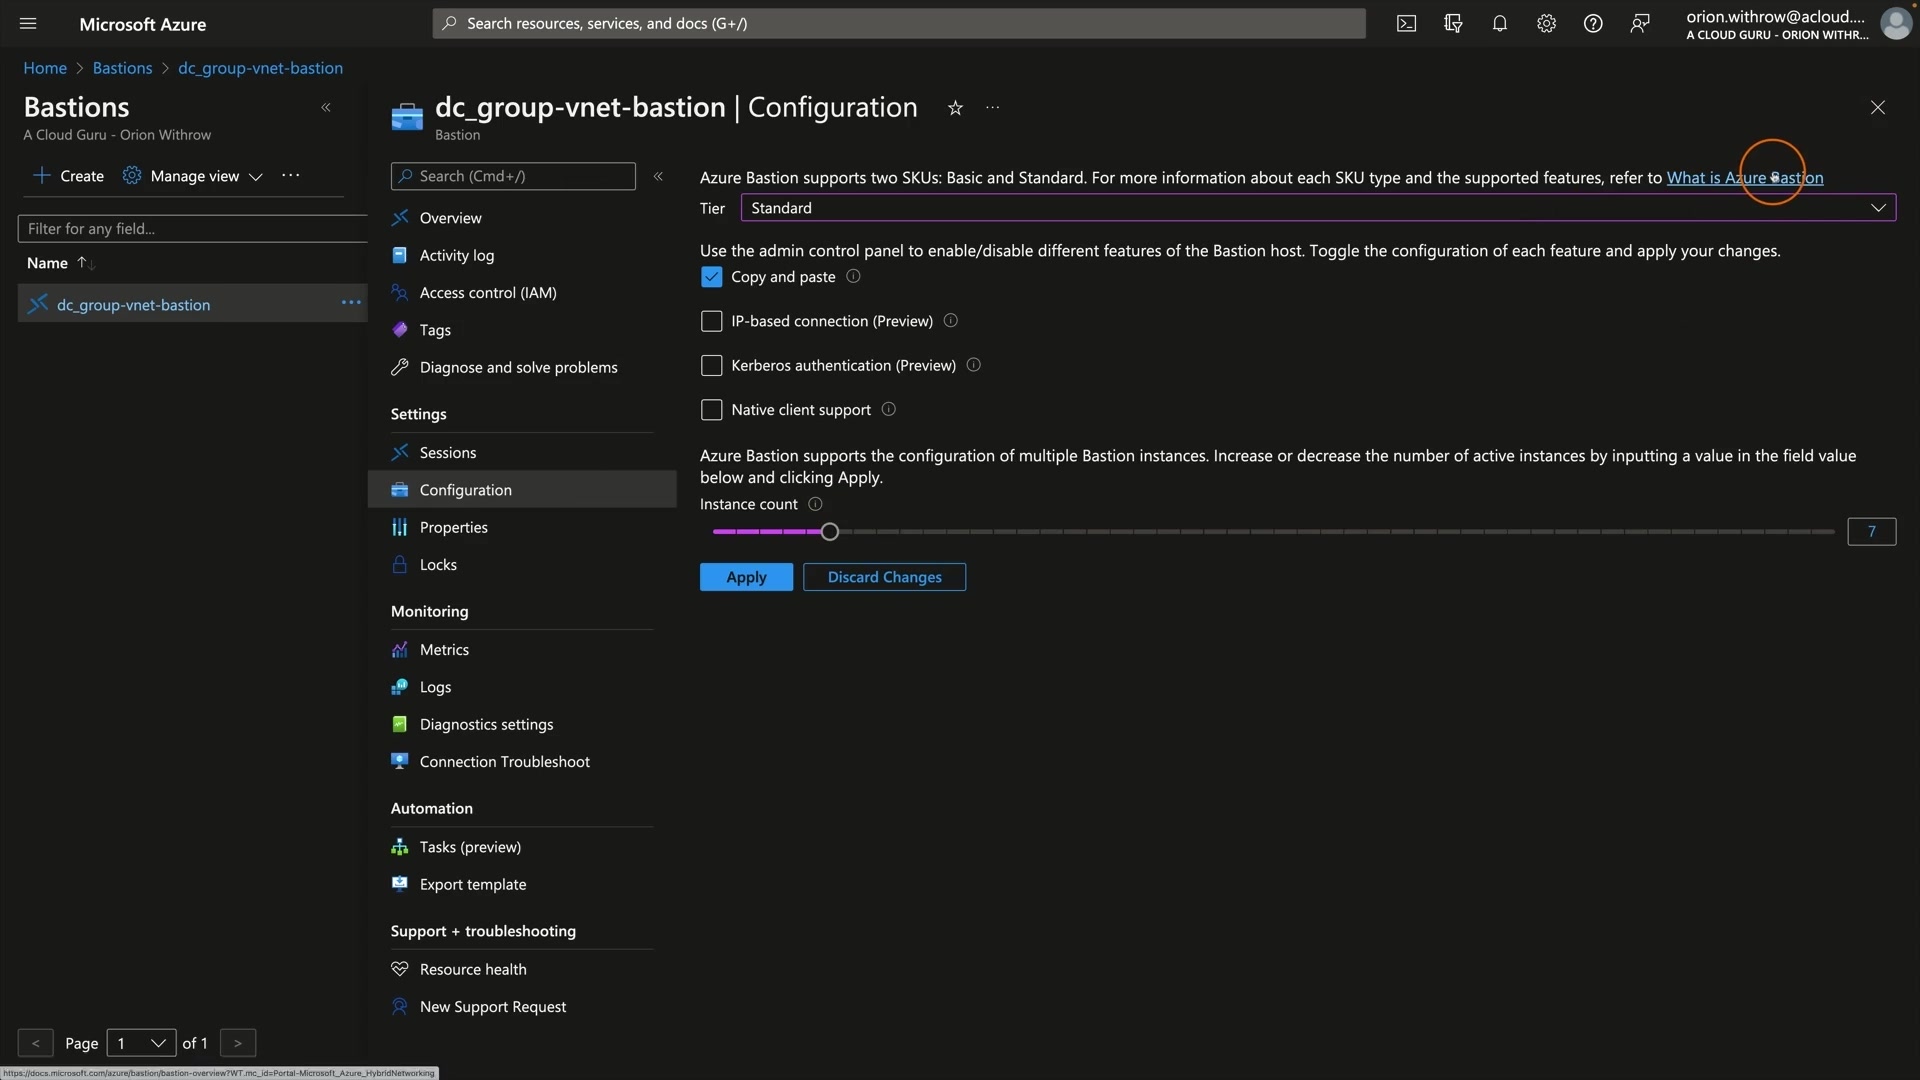 Microsoft Azure
Search resources, services, and docs (G+/)
orion.withrow@acloud....
A CLOUD GURU - ORION WITHR...
Home > Bastions > dc_group-vnet-bastion
Bastions
A Cloud Guru - Orion Withrow
Create
Manage view
Filter for any field...
Name
dc_group-vnet-bastion
Page 1 of 1
dc_group-vnet-bastion | Configuration
Bastion
Search (Cmd+/)
Overview
Activity log
Access control (IAM)
Tags
Diagnose and solve problems
Settings
Sessions
Configuration
Properties
Locks
Monitoring
Metrics
Logs
Diagnostics settings
Connection Troubleshoot
Automation
Tasks (preview)
Export template
Support + troubleshooting
Resource health
New Support Request
Azure Bastion supports two SKUs: Basic and Standard. For more information about each SKU type and the supported features, refer to What is Azure Bastion
Tier Standard
Use the admin control panel to enable/disable different features of the Bastion host. Toggle the configuration of each feature and apply your changes.
Copy and paste
IP-based connection (Preview)
Kerberos authentication (Preview)
Native client support
Azure Bastion supports the configuration of multiple Bastion instances. Increase or decrease the number of active instances by inputting a value in the field value
below and clicking Apply.
Instance count
7
Apply
Discard Changes
https://docs.microsoft.com/azure/bastion/bastion-overview?WT.mc_id=Portal-Microsoft_Azure_HybridNetworking